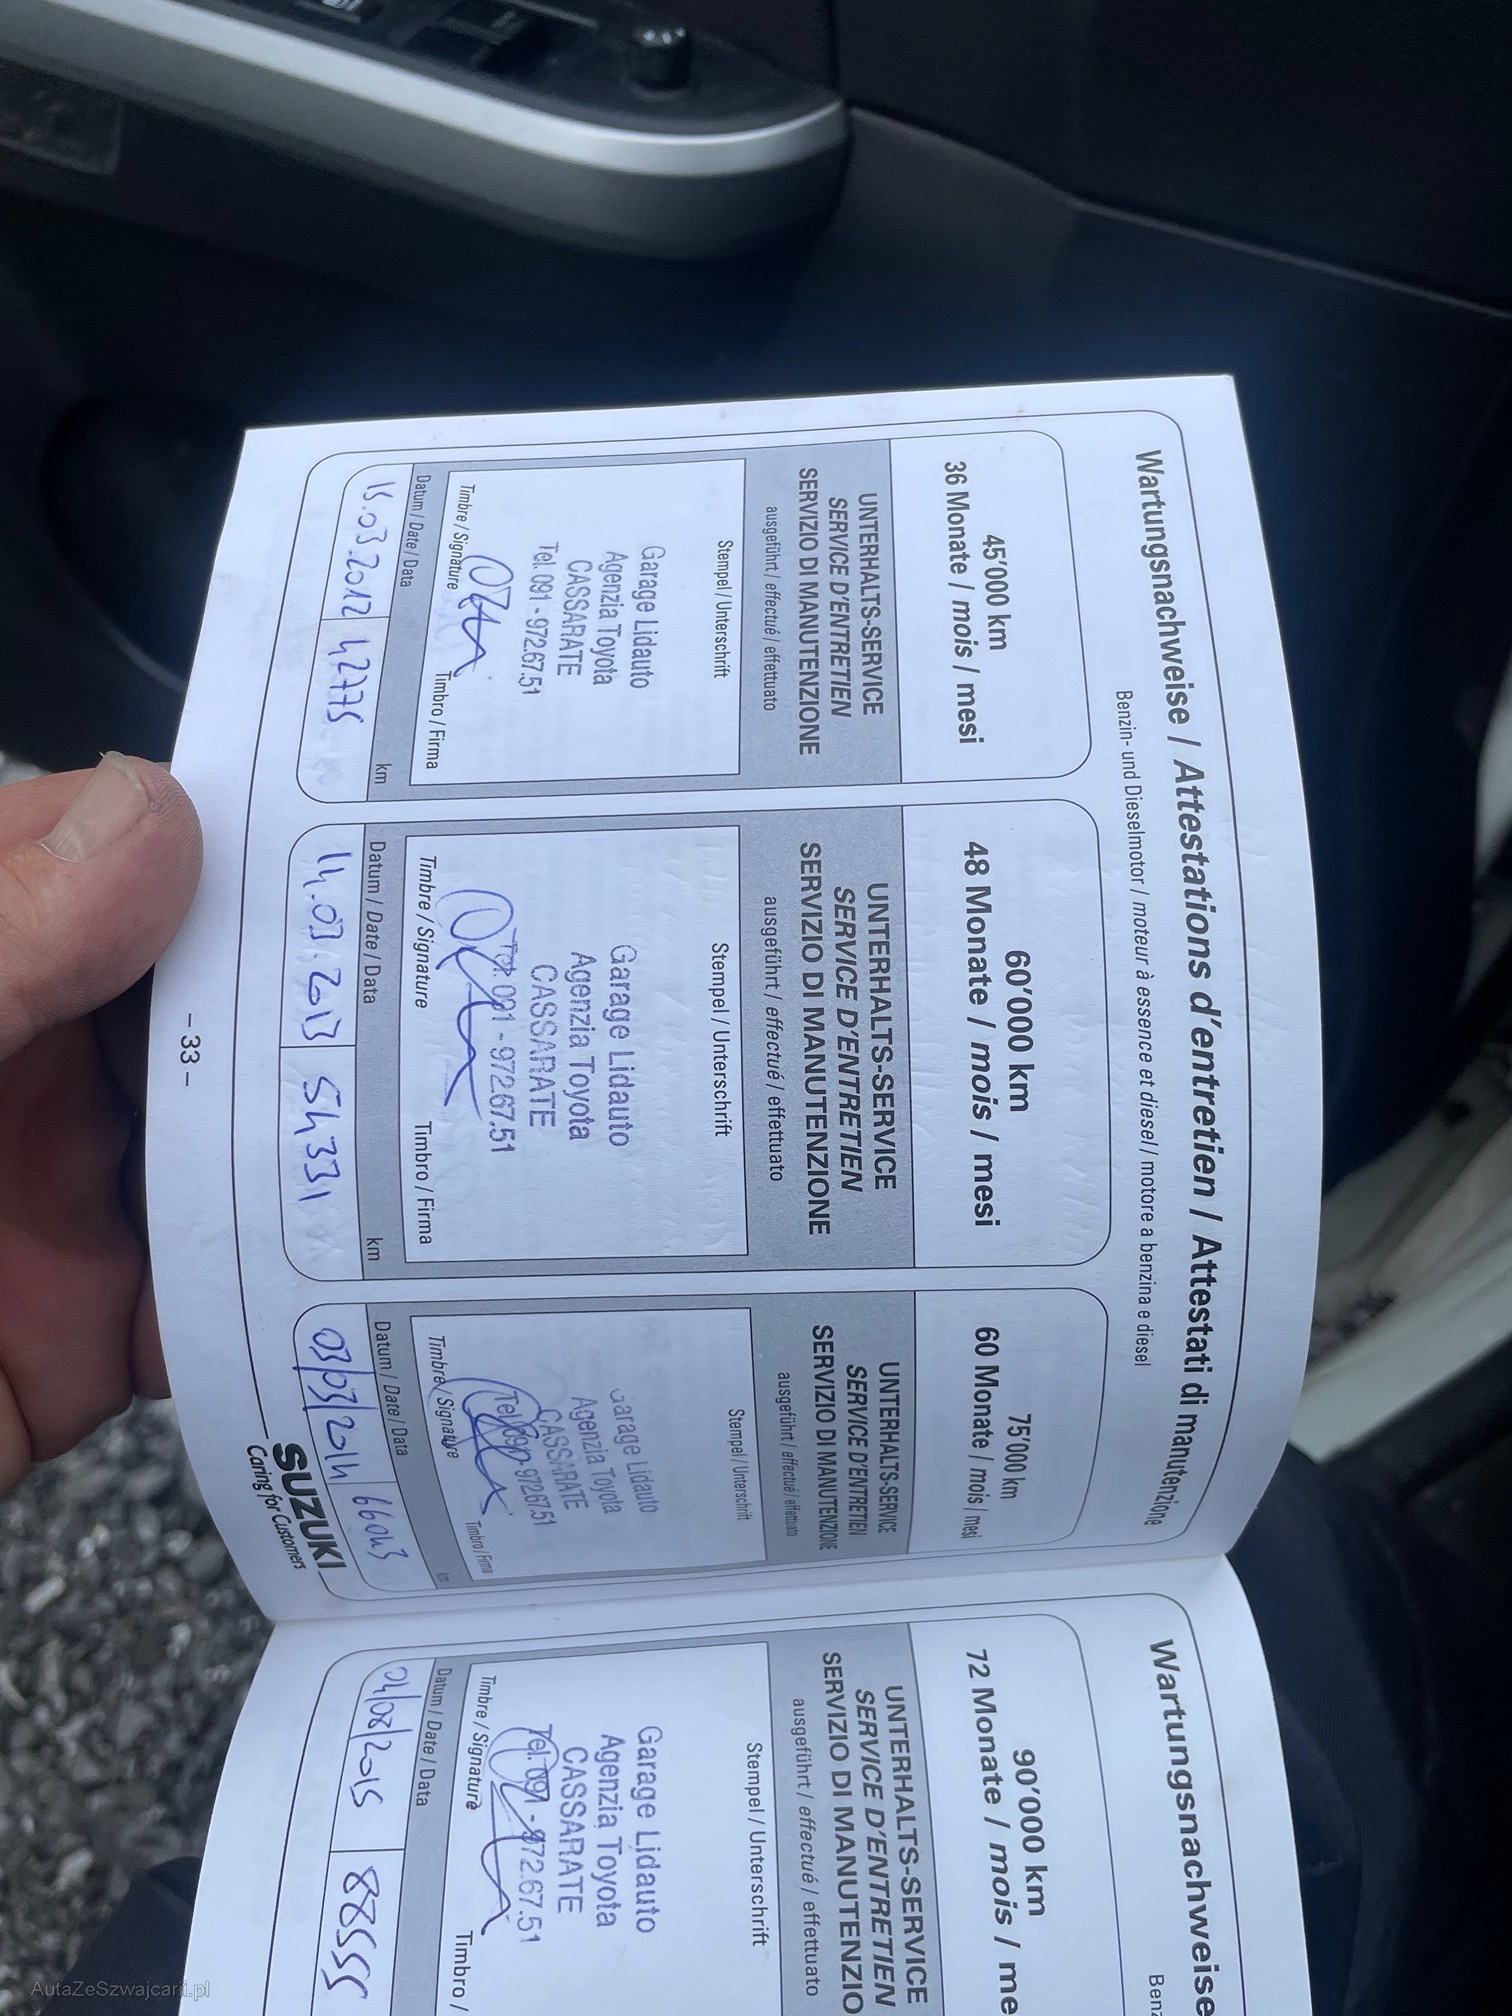 Wartungsnachweise / Attestations d'entretien / Attestati di manutenzione
Benzin- und Dieselmotor / moteur à essence et diesel / motore a benzina e diesel
45'000 km
36 Monate / mois / mesi
UNTERHALTS-SERVICE
SERVICE D'ENTRETIEN
SERVIZIO DI MANUTENZIONE
ausgeführt / effectué / effettuato
Stempel / Unterschrift
Garage Lidauto
Agenzia Toyota
CASSARATE
Tel. 091 - 972.67.51
Timbre / Signature Timbro / Firma
Datum / Date / Data km
15.03.2012 42775
60'000 km
48 Monate / mois / mesi
UNTERHALTS-SERVICE
SERVICE D'ENTRETIEN
SERVIZIO DI MANUTENZIONE
ausgeführt / effectué / effettuato
Stempel / Unterschrift
Garage Lidauto
Agenzia Toyota
CASSARATE
Tel. 091 - 972.67.51
Timbre / Signature Timbro / Firma
Datum / Date / Data km
14.03.2013 54331
75'000 km
60 Monate / mois / mesi
UNTERHALTS-SERVICE
SERVICE D'ENTRETIEN
SERVIZIO DI MANUTENZIONE
ausgeführt / effectué / effettuato
Stempel / Unterschrift
Garage Lidauto
Agenzia Toyota
CASSARATE
Tel. 091 - 972.67.51
Timbre / Signature Timbro / Firma
Datum / Date / Data km
03/03/2014 66043
SUZUKI
Caring for Customers
– 33 –
Wartungsnachweise
Benz
90'000 km
72 Monate / mois / me
UNTERHALTS-SERVICE
SERVICE D'ENTRETIEN
SERVIZIO DI MANUTENZIO
ausgeführt / effectué / effettuato
Stempel / Unterschrift
Garage Lidauto
Agenzia Toyota
CASSARATE
Tel. 091 - 972.67.51
Timbre / Signature Timbro /
Datum / Date / Data
04/08/2015 88555
AutaZeSzwajcarii.pl